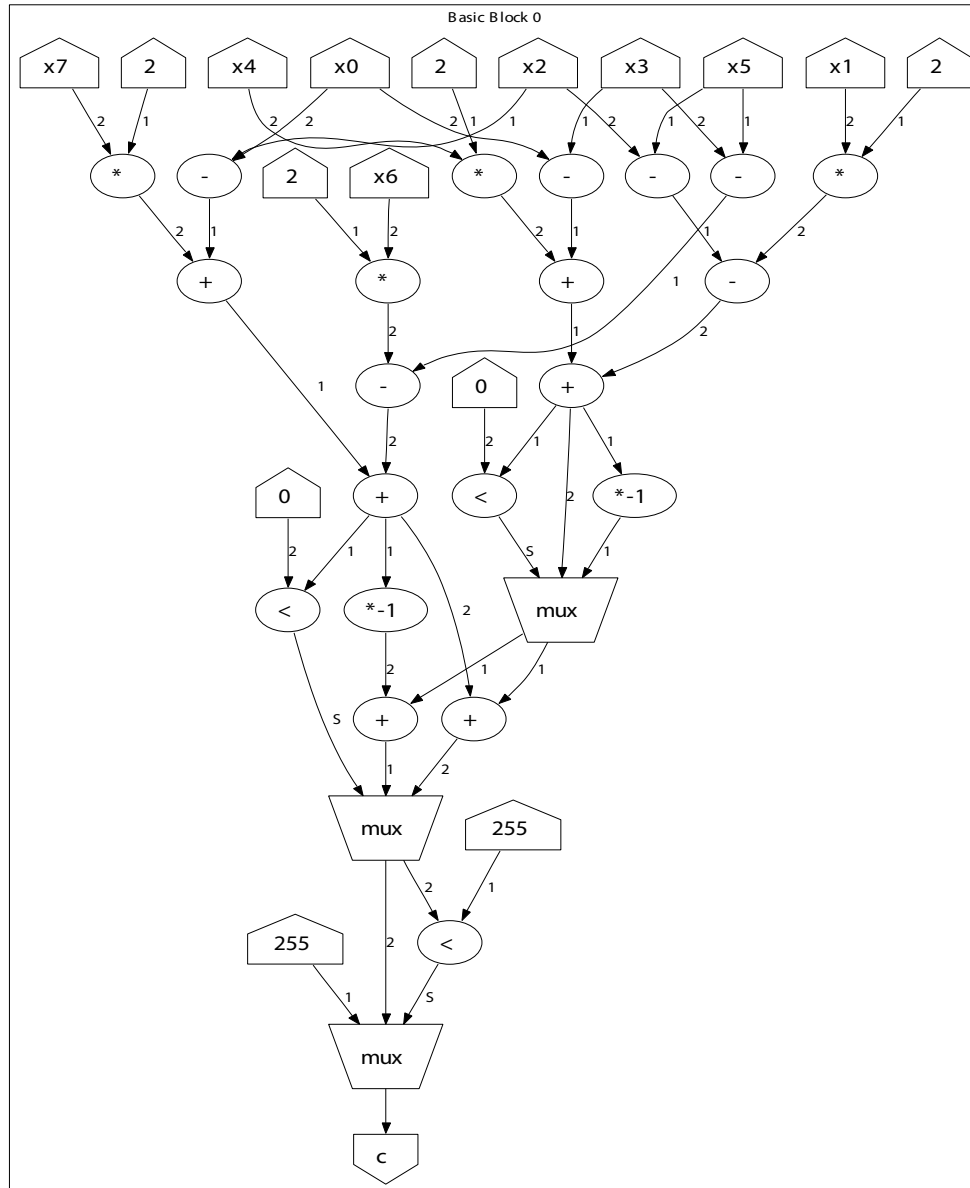 Basic Block 0
x7 2 x4 x0 2 x2 x3 x5 x1 2
2 1 2 2 2 1 1 1 2 1 2 1 2 1
* - 2 x6 * - - - *
2 1 1 2 2 1 1 2
+ * + -
2 1 1 2
1 - 0 +
2 2 1 1
0 + < 2 *-1
2 1 1 S 1
< *-1 2 mux
2 1 1
S + +
1 2
mux 255
2 1
255 2 <
1 S
mux
c